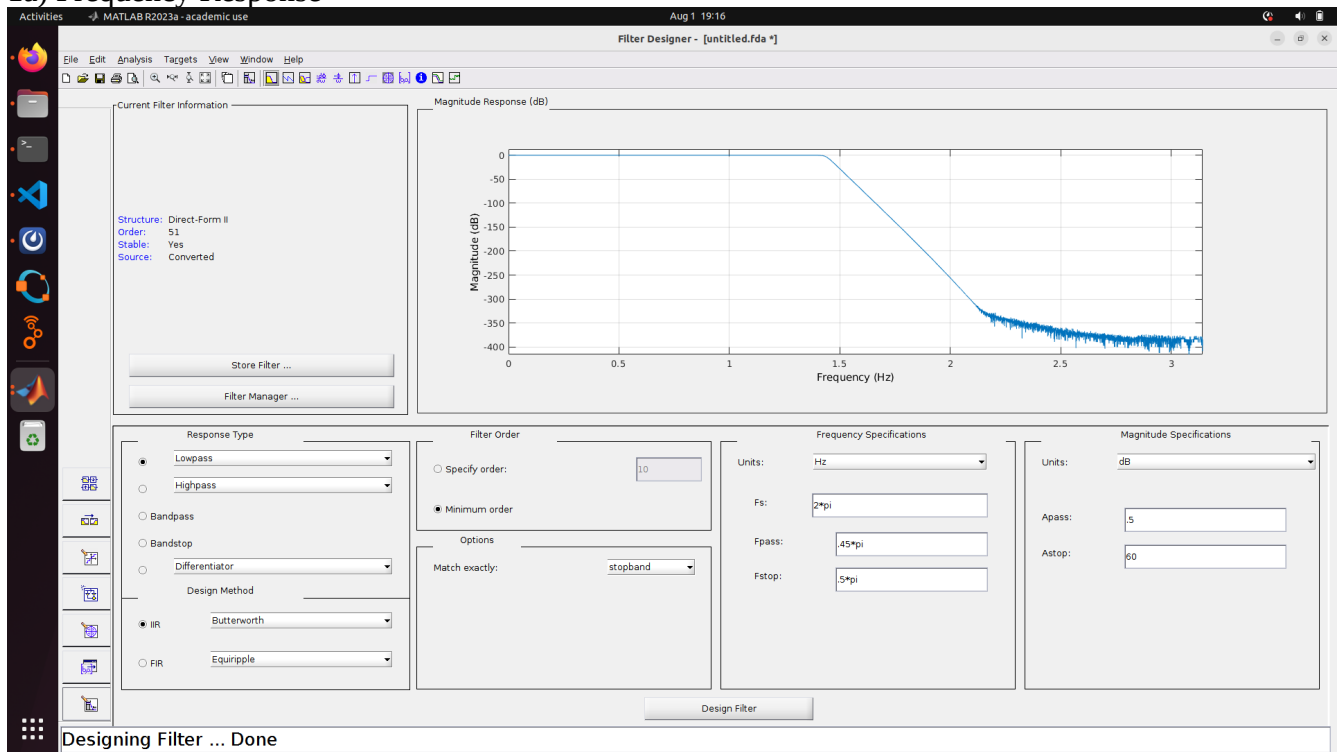 1a) Frequency Response
Activities MATLAB R2023a - academic use Aug 1 19:16
Filter Designer - [untitled.fda *]
File Edit Analysis Targets View Window Help
Current Filter Information
Structure: Direct-Form II
Order: 51
Stable: Yes
Source: Converted
Store Filter ...
Filter Manager ...
Magnitude Response (dB)
Magnitude (dB)
0
-50
-100
-150
-200
-250
-300
-350
-400
0 0.5 1 1.5 2 2.5 3
Frequency (Hz)
Response Type
Lowpass
Highpass
Bandpass
Bandstop
Differentiator
Design Method
IIR Butterworth
FIR Equiripple
Filter Order
Specify order: 10
Minimum order
Options
Match exactly: stopband
Frequency Specifications
Units: Hz
Fs: 2*pi
Fpass: .45*pi
Fstop: .5*pi
Magnitude Specifications
Units: dB
Apass: .5
Astop: 60
Design Filter
Designing Filter ... Done